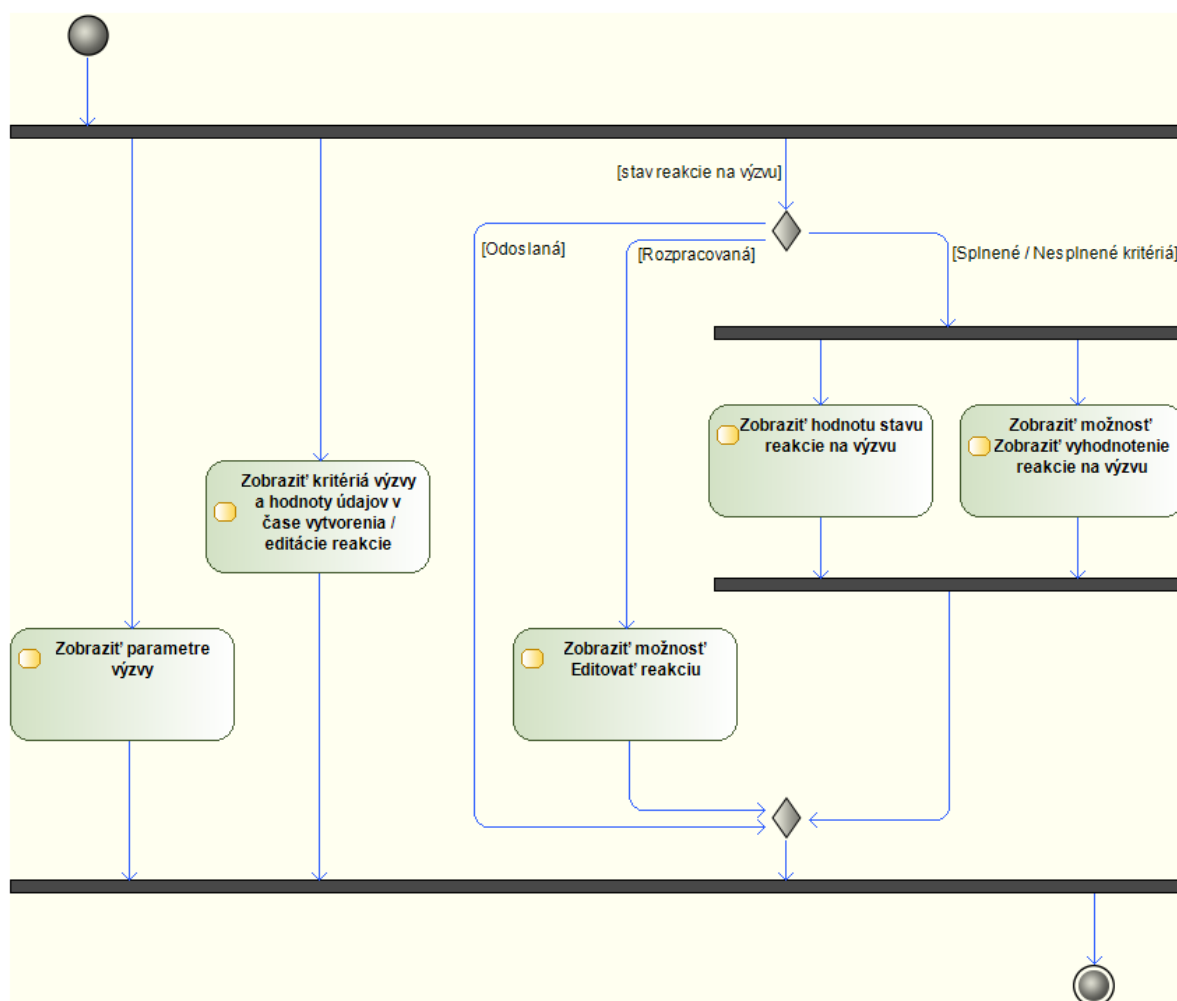 [stav reakcie na výzvu]
[Odoslaná]
[Rozpracovaná]
[Splnené / Nesplnené kritériá]
Zobraziť hodnotu stavu
reakcie na výzvu
Zobraziť možnosť
Zobraziť vyhodnotenie
reakcie na výzvu
Zobraziť kritériá výzvy
a hodnoty údajov v
čase vytvorenia /
editácie reakcie
Zobraziť parametre
výzvy
Zobraziť možnosť
Editovať reakciu